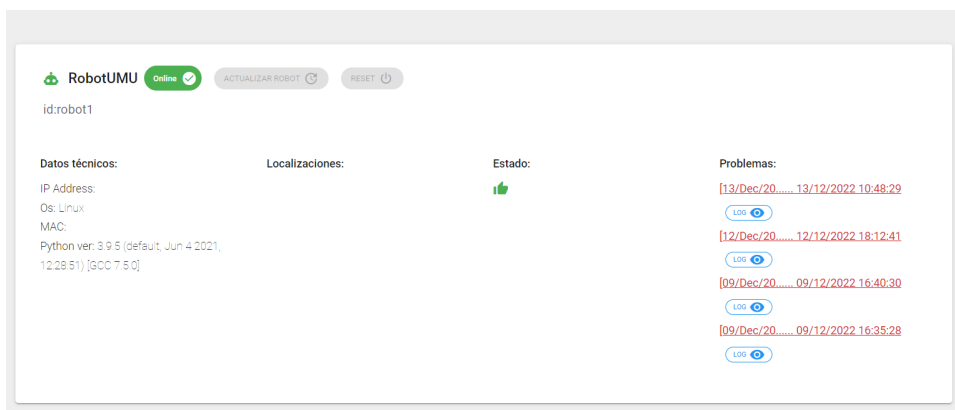 RobotUMU Online ACTUALIZAR ROBOT RESET
id:robot1
Datos técnicos:
IP Address:
Os: Linux
MAC:
Python ver: 3.9.5 (default, Jun 4 2021,
12:28:51) [GCC 7.5.0]
Localizaciones:
Estado:
Problemas:
[13/Dec/20...... 13/12/2022 10:48:29
LOG
[12/Dec/20...... 12/12/2022 18:12:41
LOG
[09/Dec/20...... 09/12/2022 16:40:30
LOG
[09/Dec/20...... 09/12/2022 16:35:28
LOG